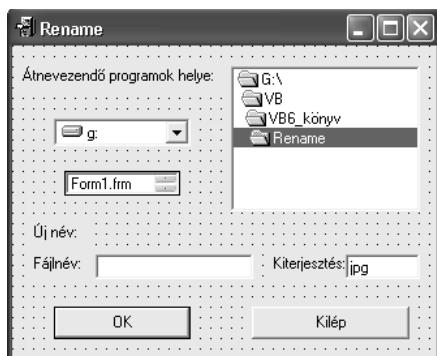 Rename
Átnevezendő programok helye:
G:\
VB
VB6_könyv
Rename
g:
Form1.frm
Új név:
Fájlnév:
Kiterjesztés: jpg
OK
Kilép